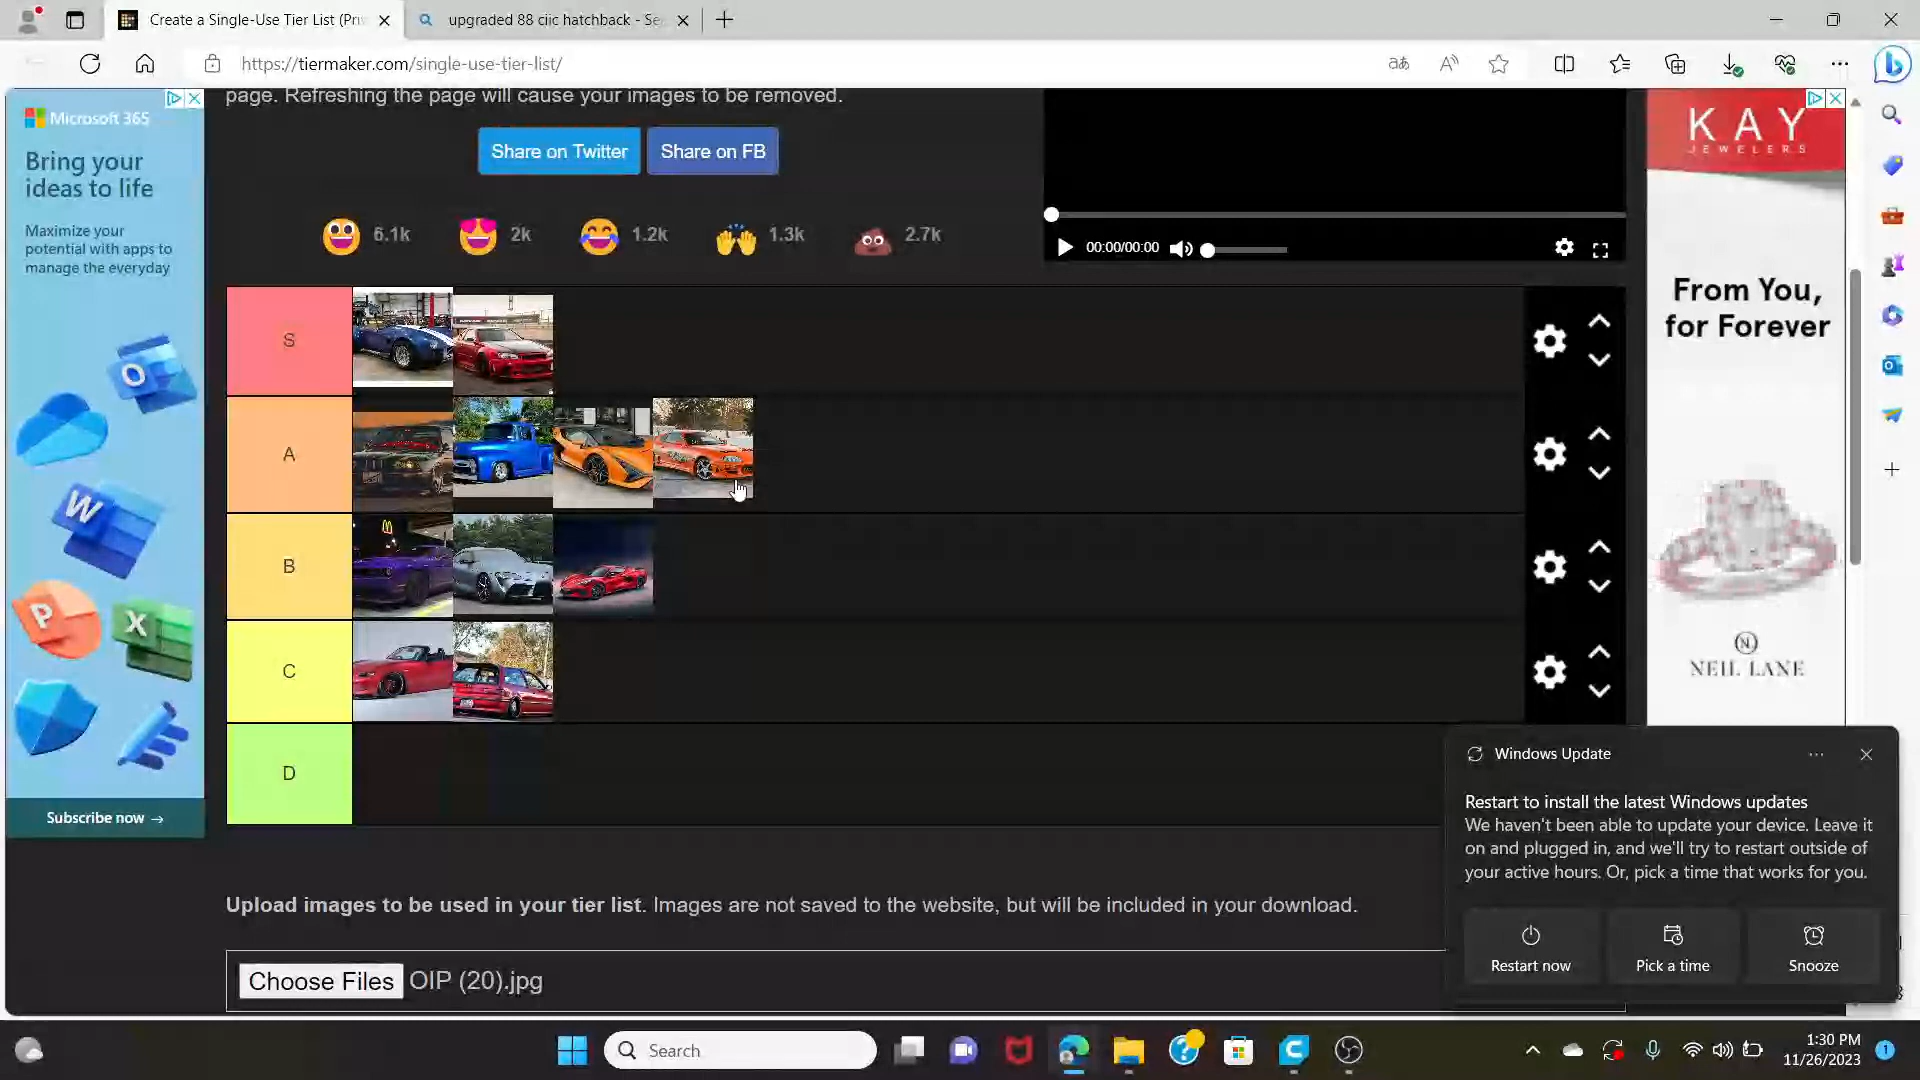 Create a Single-Use Tier List (Pri
upgraded 88 ciic hatchback - Se
https://tiermaker.com/single-use-tier-list/
page. Refreshing the page will cause your images to be removed.
Share on Twitter
Share on FB
6.1k
2k
1.2k
1.3k
2.7k
00:00/00:00
Microsoft 365
Bring your
ideas to life
Maximize your
potential with apps to
manage the everyday
Subscribe now →
KAY
JEWELERS
From You,
for Forever
NEIL LANE
S
A
B
C
D
Windows Update
Restart to install the latest Windows updates
We haven't been able to update your device. Leave it
on and plugged in, and we'll try to restart outside of
your active hours. Or, pick a time that works for you.
Restart now
Pick a time
Snooze
Upload images to be used in your tier list. Images are not saved to the website, but will be included in your download.
Choose Files OIP (20).jpg
Search
1:30 PM
11/26/2023
1